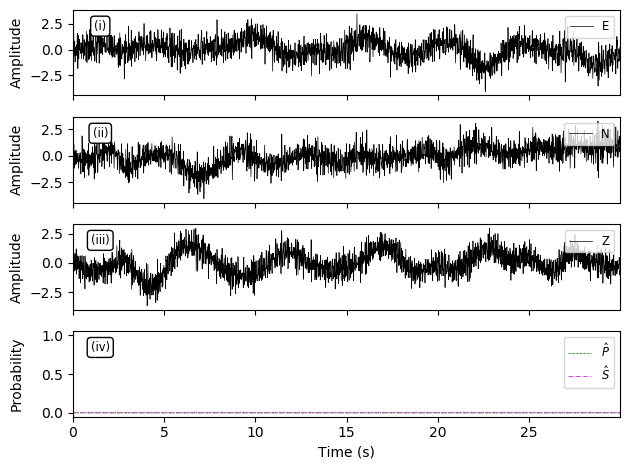 Amplitude
2.5
0.0
−2.5
(i)
E
Amplitude
2.5
0.0
−2.5
(ii)
N
Amplitude
2.5
0.0
−2.5
(iii)
Z
Probability
1.0
0.5
0.0
(iv)
P̂
Ŝ
0 5 10 15 20 25
Time (s)